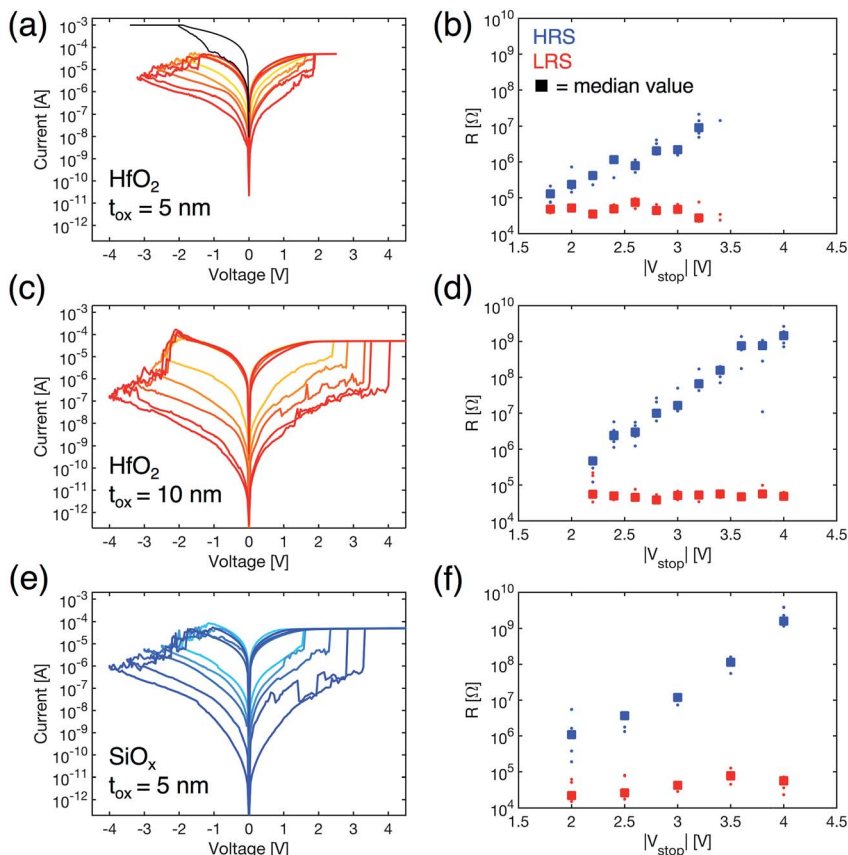 (a)
10⁻³
10⁻⁴
10⁻⁵
10⁻⁶
10⁻⁷
10⁻⁸
10⁻⁹
10⁻¹⁰
10⁻¹¹
10⁻¹²
Current [A]
HfO₂
tₒₓ = 5 nm
-4 -3 -2 -1 0 1 2 3 4
Voltage [V]
(b)
10¹⁰
10⁹
10⁸
10⁷
10⁶
10⁵
10⁴
R [Ω]
HRS
LRS
■ = median value
1.5 2 2.5 3 3.5 4 4.5
|V_stop| [V]
(c)
10⁻³
10⁻⁴
10⁻⁵
10⁻⁶
10⁻⁷
10⁻⁸
10⁻⁹
10⁻¹⁰
10⁻¹¹
10⁻¹²
Current [A]
HfO₂
tₒₓ = 10 nm
-4 -3 -2 -1 0 1 2 3 4
Voltage [V]
(d)
10¹⁰
10⁹
10⁸
10⁷
10⁶
10⁵
10⁴
R [Ω]
1.5 2 2.5 3 3.5 4 4.5
|V_stop| [V]
(e)
10⁻³
10⁻⁴
10⁻⁵
10⁻⁶
10⁻⁷
10⁻⁸
10⁻⁹
10⁻¹⁰
10⁻¹¹
10⁻¹²
Current [A]
SiOₓ
tₒₓ = 5 nm
-4 -3 -2 -1 0 1 2 3 4
Voltage [V]
(f)
10¹⁰
10⁹
10⁸
10⁷
10⁶
10⁵
10⁴
R [Ω]
1.5 2 2.5 3 3.5 4 4.5
|V_stop| [V]